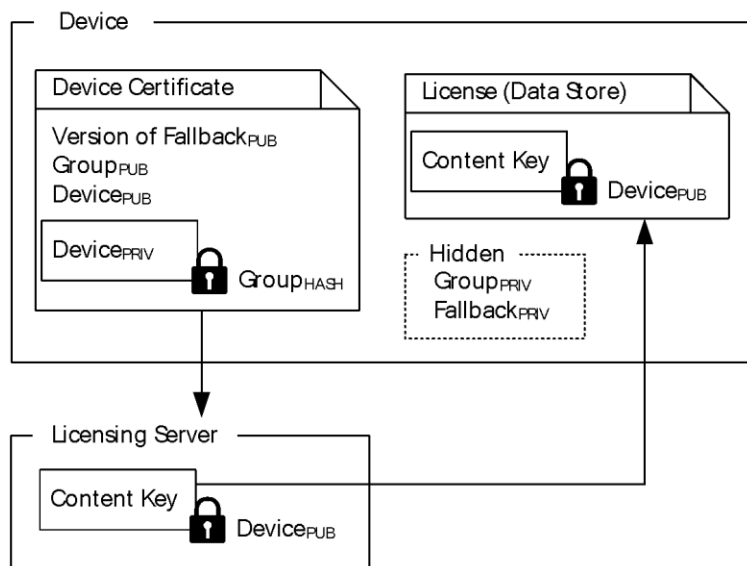 Device
Device Certificate
Version of FallbackPUB
GroupPUB
DevicePUB
DevicePRIV
GroupHASH
License (Data Store)
Content Key
DevicePUB
Hidden
GroupPRIV
FallbackPRIV
Licensing Server
Content Key
DevicePUB